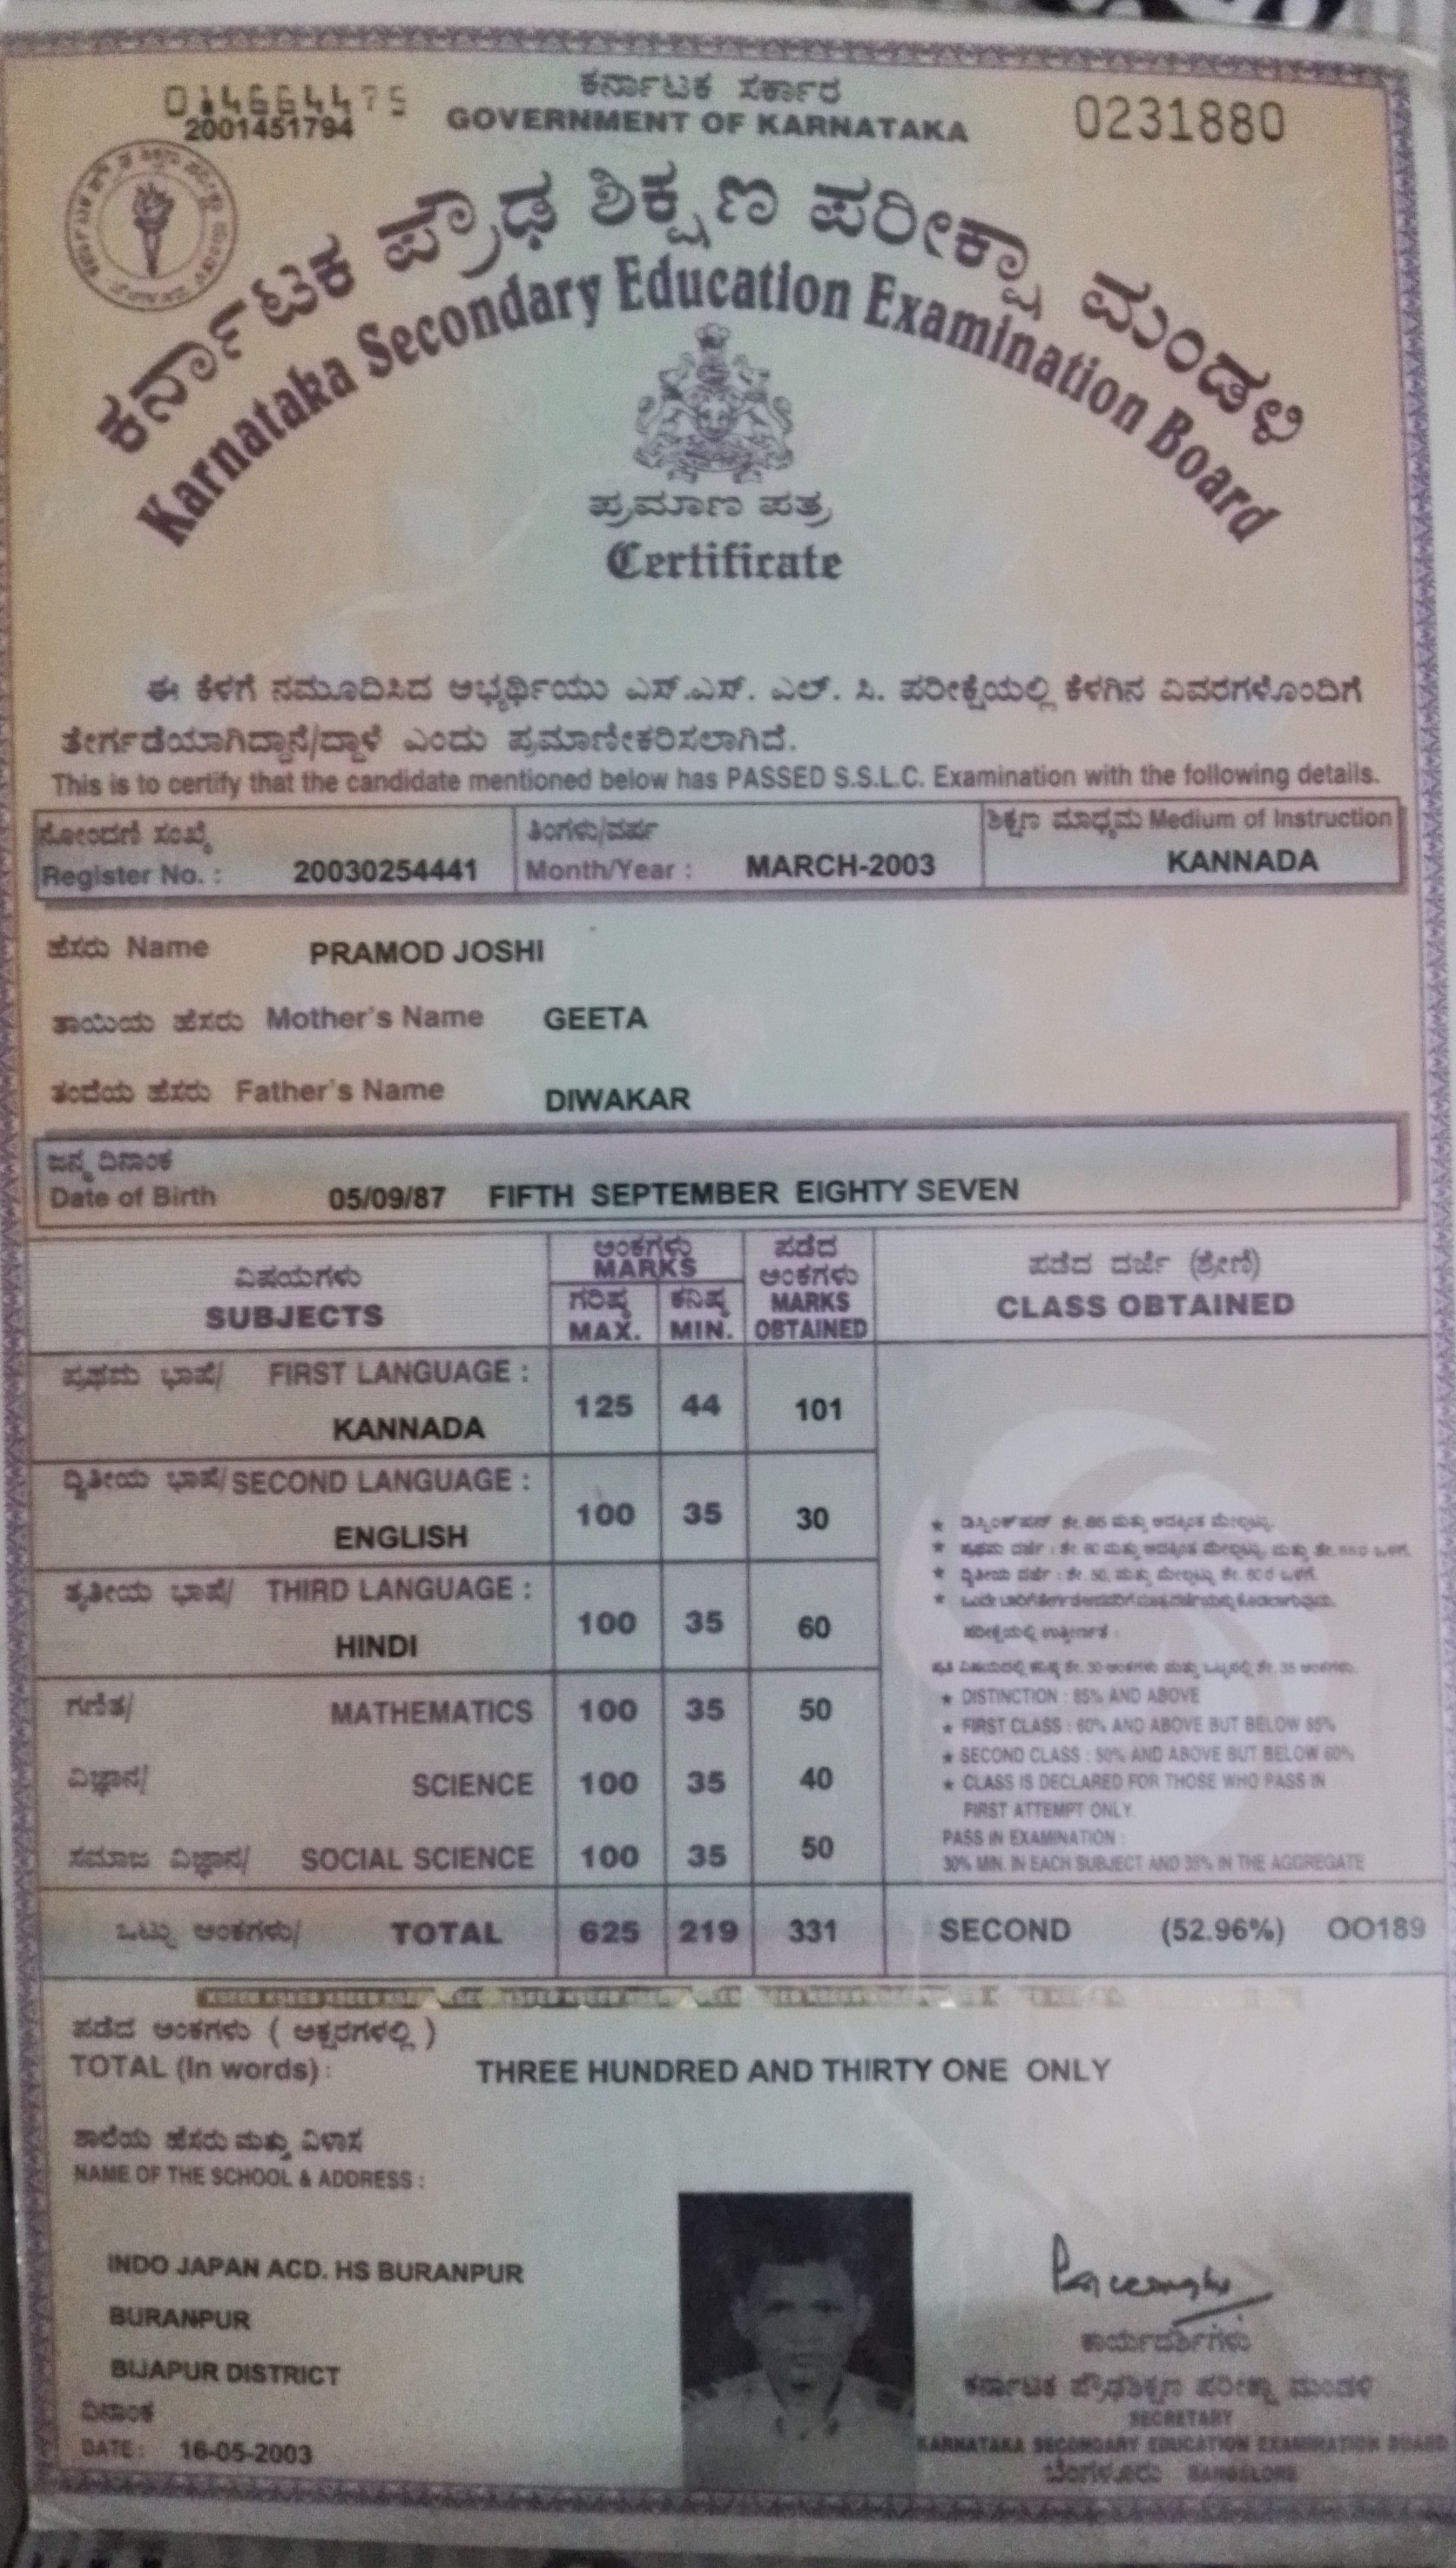 014664475
2001451794
ಕರ್ನಾಟಕ ಸರ್ಕಾರ
GOVERNMENT OF KARNATAKA
0231880
ಕರ್ನಾಟಕ ಪ್ರೌಢ ಶಿಕ್ಷಣ ಪರೀಕ್ಷಾ ಮಂಡಳಿ
Karnataka Secondary Education Examination Board
ಪ್ರಮಾಣ ಪತ್ರ
Certificate
ಈ ಕೆಳಗೆ ನಮೂದಿಸಿದ ಅಭ್ಯರ್ಥಿಯು ಎಸ್.ಎಸ್. ಎಲ್. ಸಿ. ಪರೀಕ್ಷೆಯಲ್ಲಿ ಕೆಳಗಿನ ವಿವರಗಳೊಂದಿಗೆ
ತೇರ್ಗಡೆಯಾಗಿದ್ದಾನೆ/ದ್ದಾಳೆ ಎಂದು ಪ್ರಮಾಣೀಕರಿಸಲಾಗಿದೆ.
This is to certify that the candidate mentioned below has PASSED S.S.L.C. Examination with the following details.
ನೋಂದಣಿ ಸಂಖ್ಯೆ ತಿಂಗಳು/ವರ್ಷ ಶಿಕ್ಷಣ ಮಾಧ್ಯಮ Medium of Instruction
Register No. : 20030254441 Month/Year : MARCH-2003 KANNADA
ಹೆಸರು Name PRAMOD JOSHI
ತಾಯಿಯ ಹೆಸರು Mother's Name GEETA
ತಂದೆಯ ಹೆಸರು Father's Name DIWAKAR
ಜನ್ಮ ದಿನಾಂಕ
Date of Birth 05/09/87 FIFTH SEPTEMBER EIGHTY SEVEN
ವಿಷಯಗಳು
SUBJECTS
ಅಂಕಗಳು
MARKS
ಗರಿಷ್ಠ
MAX.
ಕನಿಷ್ಠ
MIN.
ಪಡೆದ
ಅಂಕಗಳು
MARKS
OBTAINED
ಪಡೆದ ದರ್ಜೆ (ಶ್ರೇಣಿ)
CLASS OBTAINED
ಪ್ರಥಮ ಭಾಷೆ/ FIRST LANGUAGE :
KANNADA 125 44 101
ದ್ವಿತೀಯ ಭಾಷೆ/ SECOND LANGUAGE :
ENGLISH 100 35 30
ತೃತೀಯ ಭಾಷೆ/ THIRD LANGUAGE :
HINDI 100 35 60
ಗಣಿತ/ MATHEMATICS 100 35 50
ವಿಜ್ಞಾನ/ SCIENCE 100 35 40
ಸಮಾಜ ವಿಜ್ಞಾನ/ SOCIAL SCIENCE 100 35 50
★ DISTINCTION : 85% AND ABOVE
★ FIRST CLASS : 60% AND ABOVE BUT BELOW 85%
★ SECOND CLASS : 50% AND ABOVE BUT BELOW 60%
★ CLASS IS DECLARED FOR THOSE WHO PASS IN
FIRST ATTEMPT ONLY.
PASS IN EXAMINATION :
30% MIN. IN EACH SUBJECT AND 35% IN THE AGGREGATE
ಒಟ್ಟು ಅಂಕಗಳು/ TOTAL 625 219 331 SECOND (52.96%) OO189
KSEEB KSEEB KSEEB
ಪಡೆದ ಅಂಕಗಳು ( ಅಕ್ಷರಗಳಲ್ಲಿ )
TOTAL (In words) : THREE HUNDRED AND THIRTY ONE ONLY
ಶಾಲೆಯ ಹೆಸರು ಮತ್ತು ವಿಳಾಸ
NAME OF THE SCHOOL & ADDRESS :
INDO JAPAN ACD. HS BURANPUR
BURANPUR
BIJAPUR DISTRICT
ದಿನಾಂಕ
DATE : 16-05-2003
ಕಾರ್ಯದರ್ಶಿಗಳು
ಕರ್ನಾಟಕ ಪ್ರೌಢಶಿಕ್ಷಣ ಪರೀಕ್ಷಾ ಮಂಡಳಿ
SECRETARY
KARNATAKA SECONDARY EDUCATION EXAMINATION BOARD
ಬೆಂಗಳೂರು BANGALORE